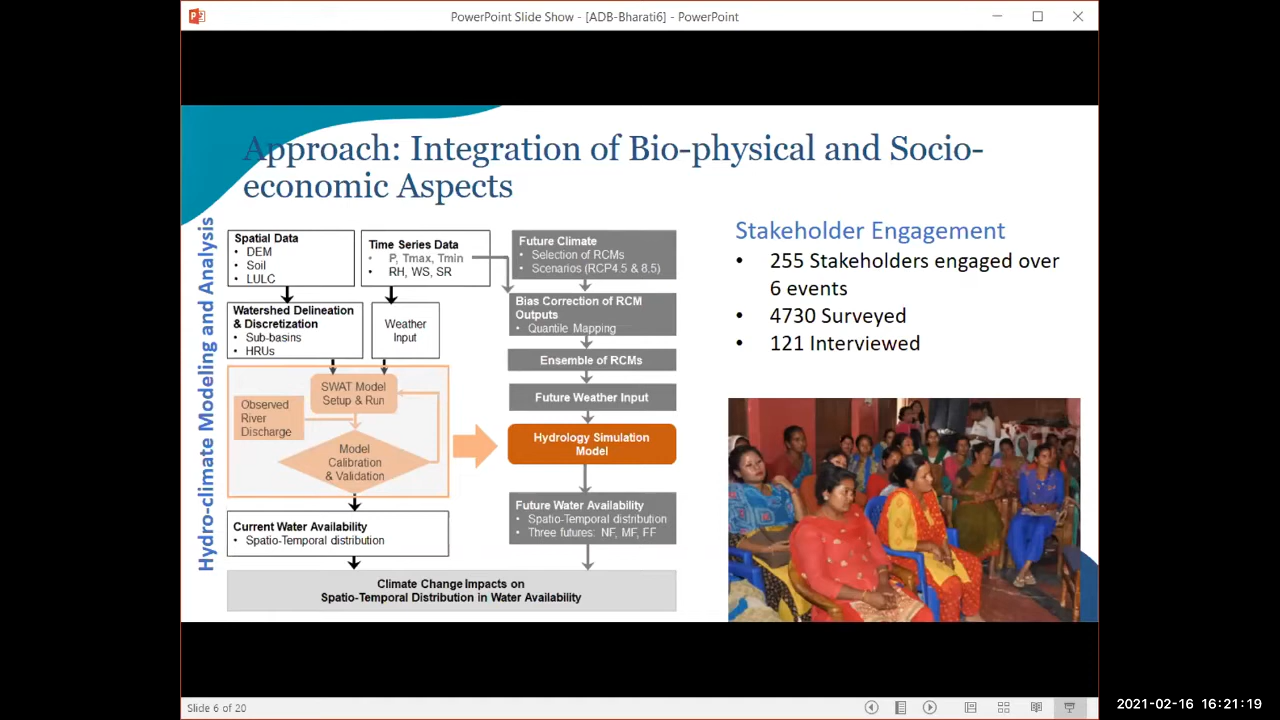 PowerPoint Slide Show - [ADB-Bharati6] - PowerPoint
Approach: Integration of Bio-physical and Socio-
economic Aspects
Hydro-climate Modeling and Analysis
Spatial Data
• DEM
• Soil
• LULC
Time Series Data
• P, Tmax, Tmin
• RH, WS, SR
Watershed Delineation
& Discretization
• Sub-basins
• HRUs
Weather
Input
SWAT Model
Setup & Run
Observed
River
Discharge
Model
Calibration
& Validation
Current Water Availability
• Spatio-Temporal distribution
Future Climate
• Selection of RCMs
• Scenarios (RCP4.5 & 8.5)
Bias Correction of RCM
Outputs
• Quantile Mapping
Ensemble of RCMs
Future Weather Input
Hydrology Simulation
Model
Future Water Availability
• Spatio-Temporal distribution
• Three futures: NF, MF, FF
Climate Change Impacts on
Spatio-Temporal Distribution in Water Availability
Stakeholder Engagement
• 255 Stakeholders engaged over
6 events
• 4730 Surveyed
• 121 Interviewed
Slide 6 of 20
2021-02-16 16:21:19